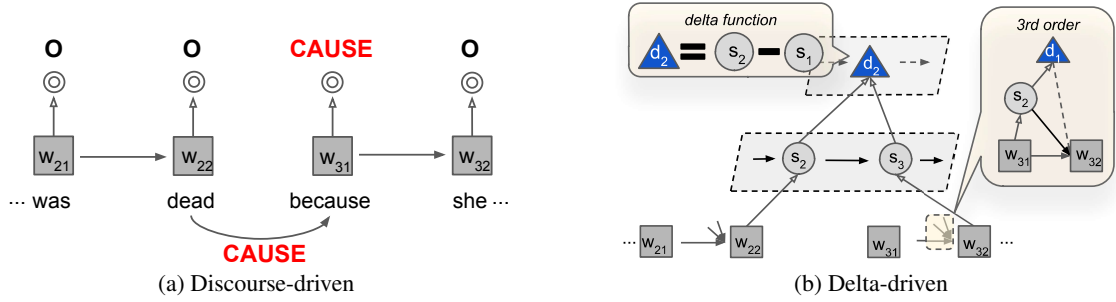 O O CAUSE O
w21 w22 w31 w32
... was dead because she ...
CAUSE
(a) Discourse-driven
delta function
d2 = s2 - s1
d2
3rd order
d1
s2
w31 w32
s2 s3
... w21 w22 w31 w32 ...
(b) Delta-driven